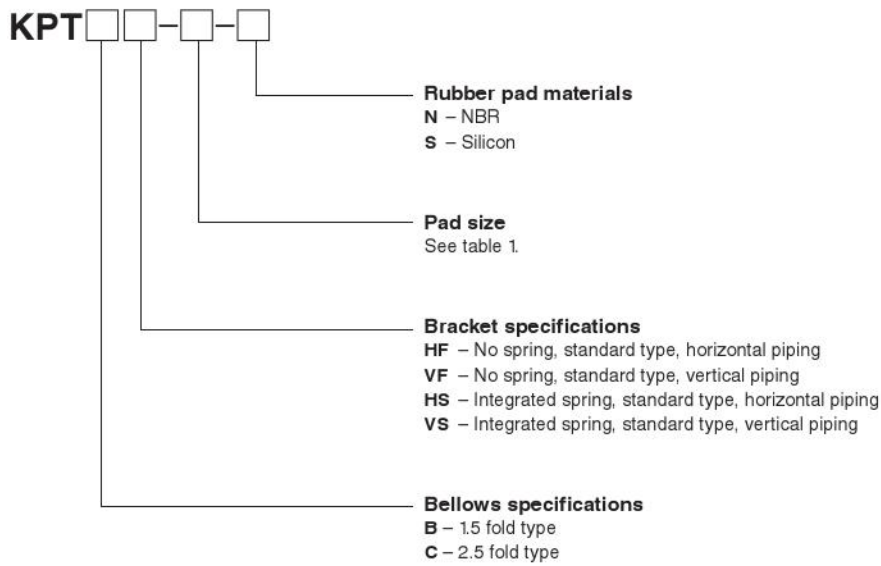 KPT□□-□-□
Rubber pad materials
N – NBR
S – Silicon
Pad size
See table 1.
Bracket specifications
HF – No spring, standard type, horizontal piping
VF – No spring, standard type, vertical piping
HS – Integrated spring, standard type, horizontal piping
VS – Integrated spring, standard type, vertical piping
Bellows specifications
B – 1.5 fold type
C – 2.5 fold type